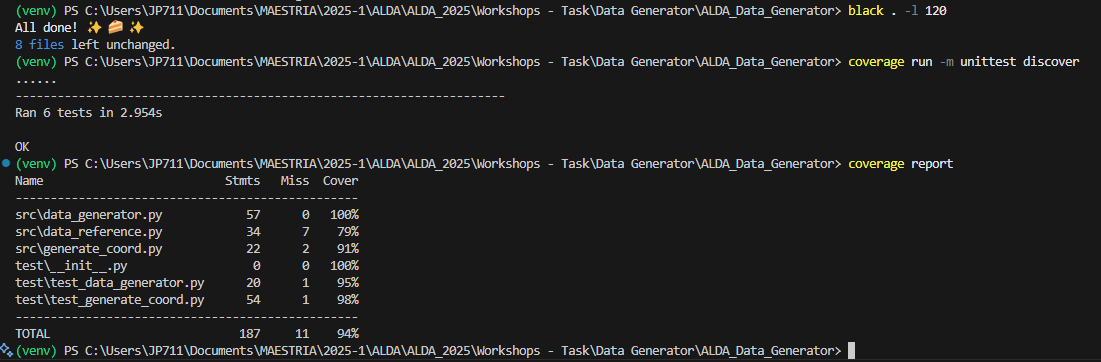 (venv) PS C:\Users\JP711\Documents\MAESTRIA\2025-1\ALDA\ALDA_2025\Workshops - Task\Data Generator\ALDA_Data_Generator> black . -l 120
All done! ✨ 🍰 ✨
8 files left unchanged.
(venv) PS C:\Users\JP711\Documents\MAESTRIA\2025-1\ALDA\ALDA_2025\Workshops - Task\Data Generator\ALDA_Data_Generator> coverage run -m unittest discover
......
----------------------------------------------------------------------
Ran 6 tests in 2.954s
OK
(venv) PS C:\Users\JP711\Documents\MAESTRIA\2025-1\ALDA\ALDA_2025\Workshops - Task\Data Generator\ALDA_Data_Generator> coverage report
Name                          Stmts   Miss  Cover
-------------------------------------------------
src\data_generator.py            57      0   100%
src\data_reference.py            34      7    79%
src\generate_coord.py            22      2    91%
test\__init__.py                  0      0   100%
test\test_data_generator.py      20      1    95%
test\test_generate_coord.py      54      1    98%
-------------------------------------------------
TOTAL                           187     11    94%
(venv) PS C:\Users\JP711\Documents\MAESTRIA\2025-1\ALDA\ALDA_2025\Workshops - Task\Data Generator\ALDA_Data_Generator>